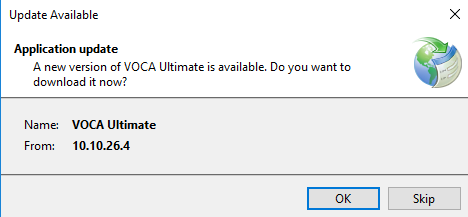 Update Available
Application update
A new version of VOCA Ultimate is available. Do you want to
download it now?
Name: VOCA Ultimate
From: 10.10.26.4
OK Skip